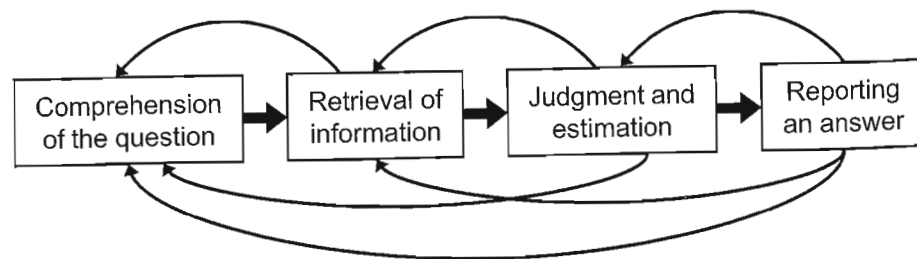 Comprehension
of the question
Retrieval of
information
Judgment and
estimation
Reporting
an answer